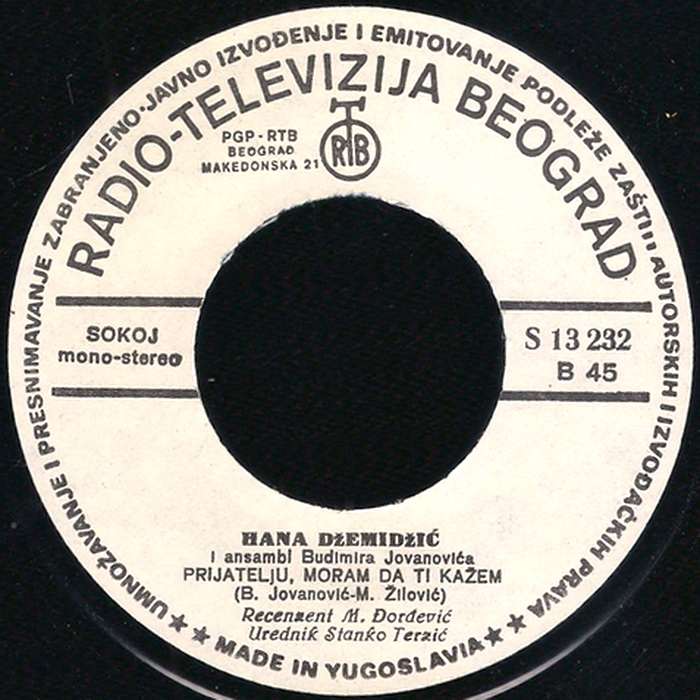 UMNOŽAVANJE I PRESNIMAVANJE ZABRANJENO·JAVNO IZVOĐENJE I EMITOVANJE PODLEŽE ZAŠTITI AUTORSKIH I IZVOĐAČKIH PRAVA
RADIO-TELEVIZIJA BEOGRAD
PGP - RTB
BEOGRAD
MAKEDONSKA 21
RTB
SOKOJ
mono-stereo
S 13 232
B 45
HANA DžEMIDžIĆ
i ansambl Budimira Jovanovića
PRIJATELjU, MORAM DA TI KAŽEM
(B. Jovanović-M. Žilović)
Recenzent M. Đorđević
Urednik Stanko Terzić
★ ★ MADE IN YUGOSLAVIA ★ ★